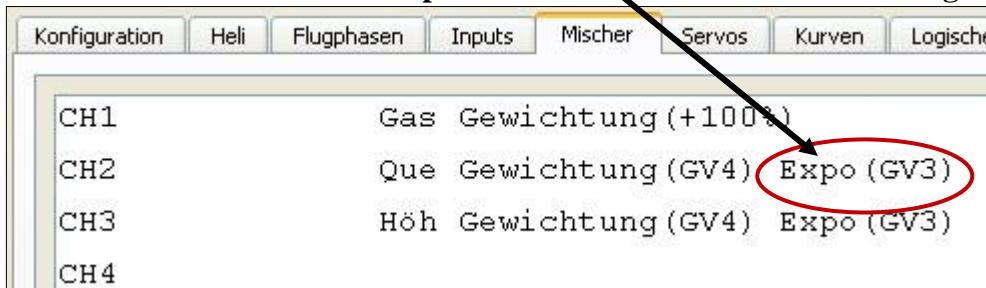 Konfiguration Heli Flugphasen Inputs Mischer Servos Kurven Logische
CH1 Gas Gewichtung(+100%)
CH2 Que Gewichtung(GV4) Expo(GV3)
CH3 Höh Gewichtung(GV4) Expo(GV3)
CH4